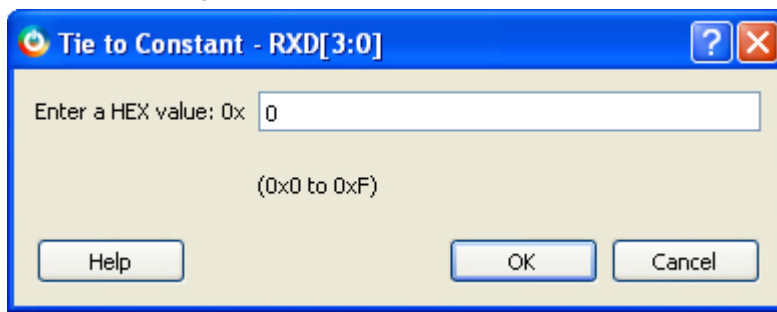 Tie to Constant - RXD[3:0]
?
Enter a HEX value: 0x 0
(0x0 to 0xF)
Help OK Cancel